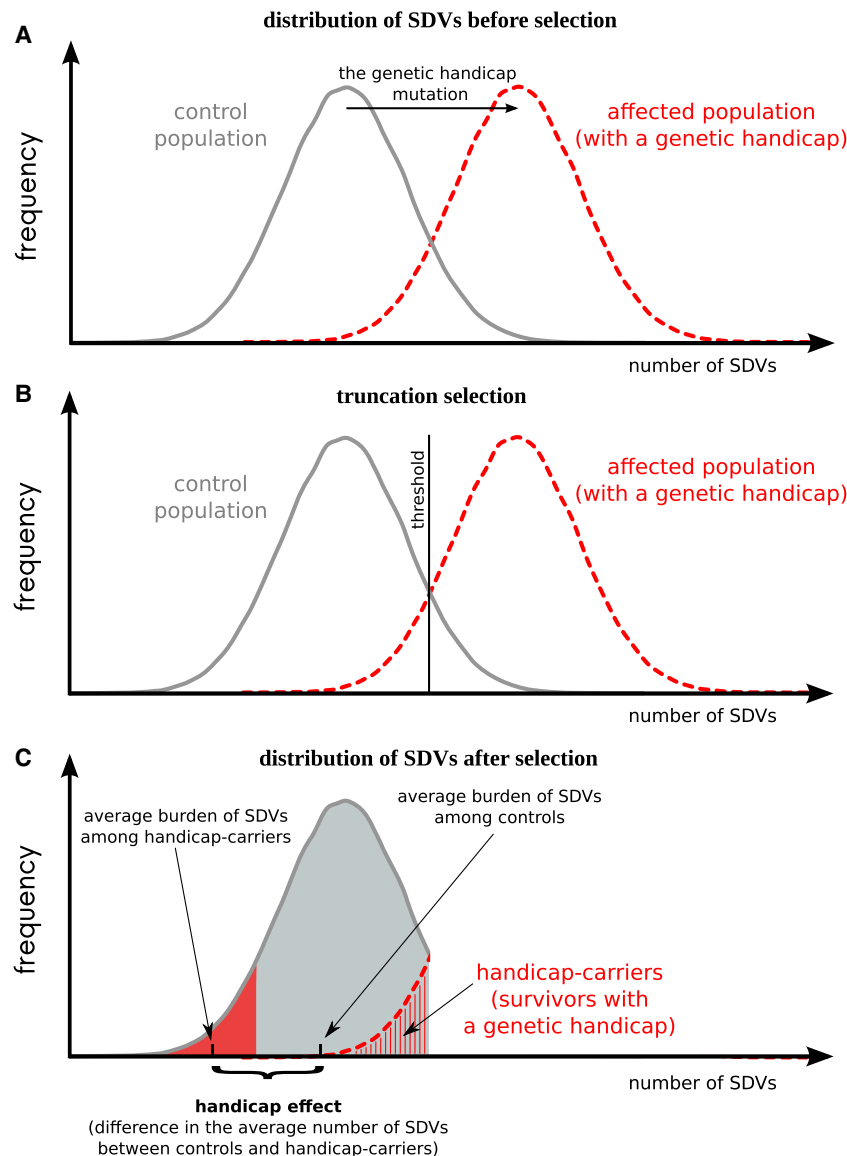 A
distribution of SDVs before selection
the genetic handicap
mutation
control
population
affected population
(with a genetic handicap)
frequency
number of SDVs
B
truncation selection
threshold
control
population
affected population
(with a genetic handicap)
frequency
number of SDVs
C
distribution of SDVs after selection
average burden of SDVs
among handicap-carriers
average burden of SDVs
among controls
frequency
handicap-carriers
(survivors with
a genetic handicap)
number of SDVs
handicap effect
(difference in the average number of SDVs
between controls and handicap-carriers)